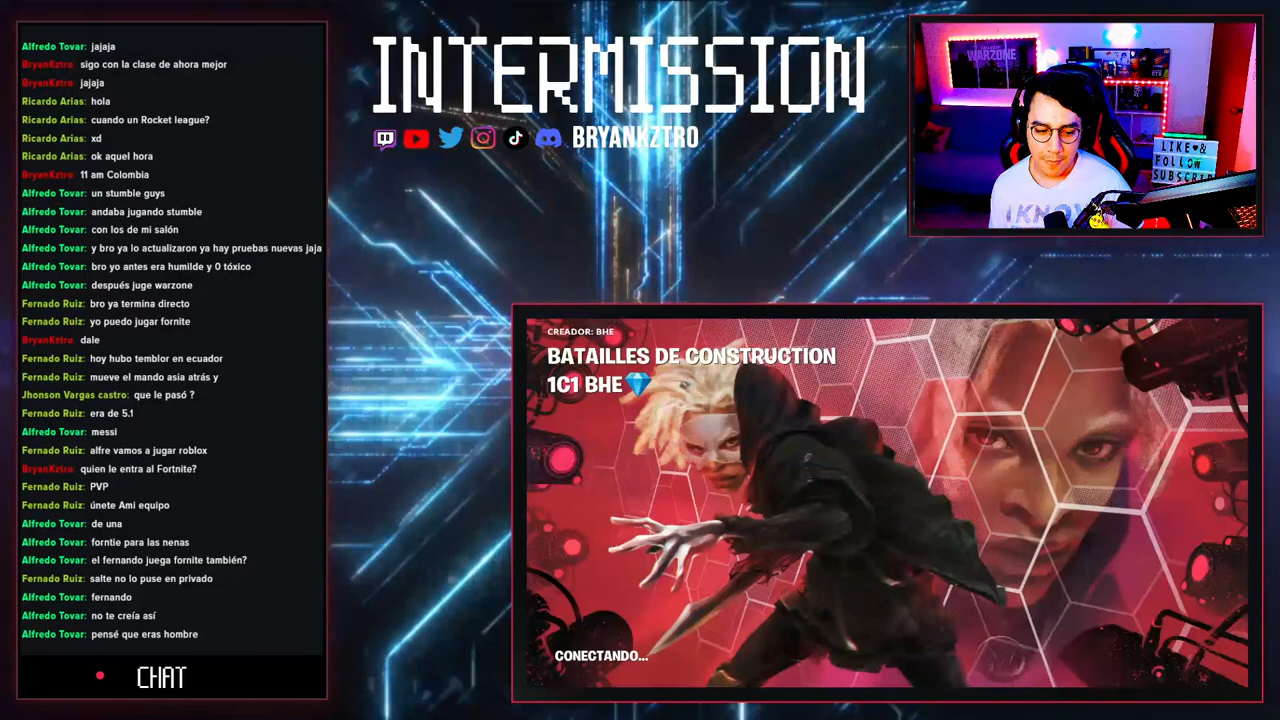 Alfredo Tovar: jajaja
BryanKztro: sigo con la clase de ahora mejor
BryanKztro: jajaja
Ricardo Arias: hola
Ricardo Arias: cuando un Rocket league?
Ricardo Arias: xd
Ricardo Arias: ok aquel hora
BryanKztro: 11 am Colombia
Alfredo Tovar: un stumble guys
Alfredo Tovar: andaba jugando stumble
Alfredo Tovar: con los de mi salón
Alfredo Tovar: y bro ya lo actualizaron ya hay pruebas nuevas jaja
Alfredo Tovar: bro yo antes era humilde y 0 tóxico
Alfredo Tovar: después juge warzone
Fernado Ruiz: bro ya termina directo
Fernado Ruiz: yo puedo jugar fornite
BryanKztro: dale
Fernado Ruiz: hoy hubo temblor en ecuador
Fernado Ruiz: mueve el mando asia atrás y
Jhonson Vargas castro: que le pasó ?
Fernado Ruiz: era de 5.1
Alfredo Tovar: messi
Fernado Ruiz: alfre vamos a jugar roblox
BryanKztro: quien le entra al Fortnite?
Fernado Ruiz: PVP
Fernado Ruiz: únete Ami equipo
Alfredo Tovar: de una
Alfredo Tovar: forntie para las nenas
Alfredo Tovar: el fernando juega fornite también?
Fernado Ruiz: salte no lo puse en privado
Alfredo Tovar: fernando
Alfredo Tovar: no te creía así
Alfredo Tovar: pensé que eras hombre
CHAT
INTERMISSION
BRYANKZTRO
WARZONE
LIKE♥&
FOLLOW
SUBSCRIB
I KNOW
CREADOR: BHE
BATAILLES DE CONSTRUCTION
1C1 BHE💎
CONECTANDO...